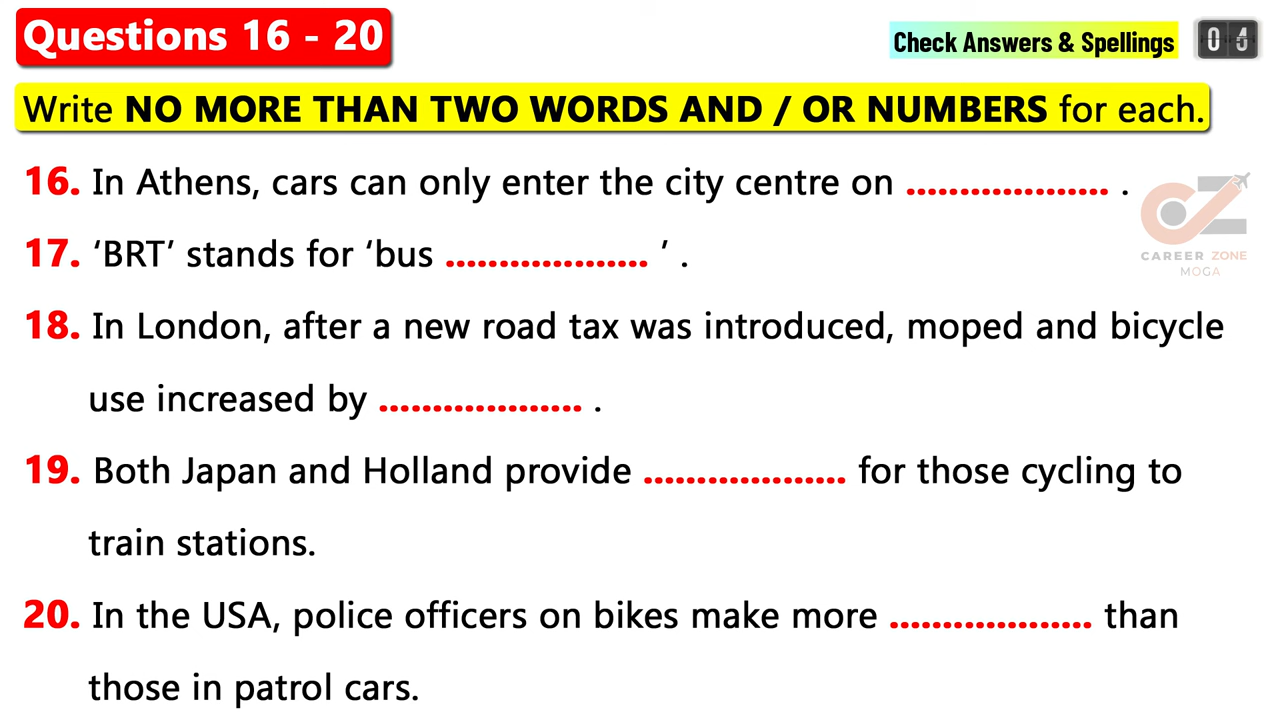 Questions 16 - 20
Check Answers & Spellings
Write NO MORE THAN TWO WORDS AND / OR NUMBERS for each.
16. In Athens, cars can only enter the city centre on ................... .
17. ‘BRT’ stands for ‘bus ................... ’ .
18. In London, after a new road tax was introduced, moped and bicycle
use increased by ................... .
19. Both Japan and Holland provide ................... for those cycling to
train stations.
20. In the USA, police officers on bikes make more ................... than
those in patrol cars.
CAREER ZONE
MOGA